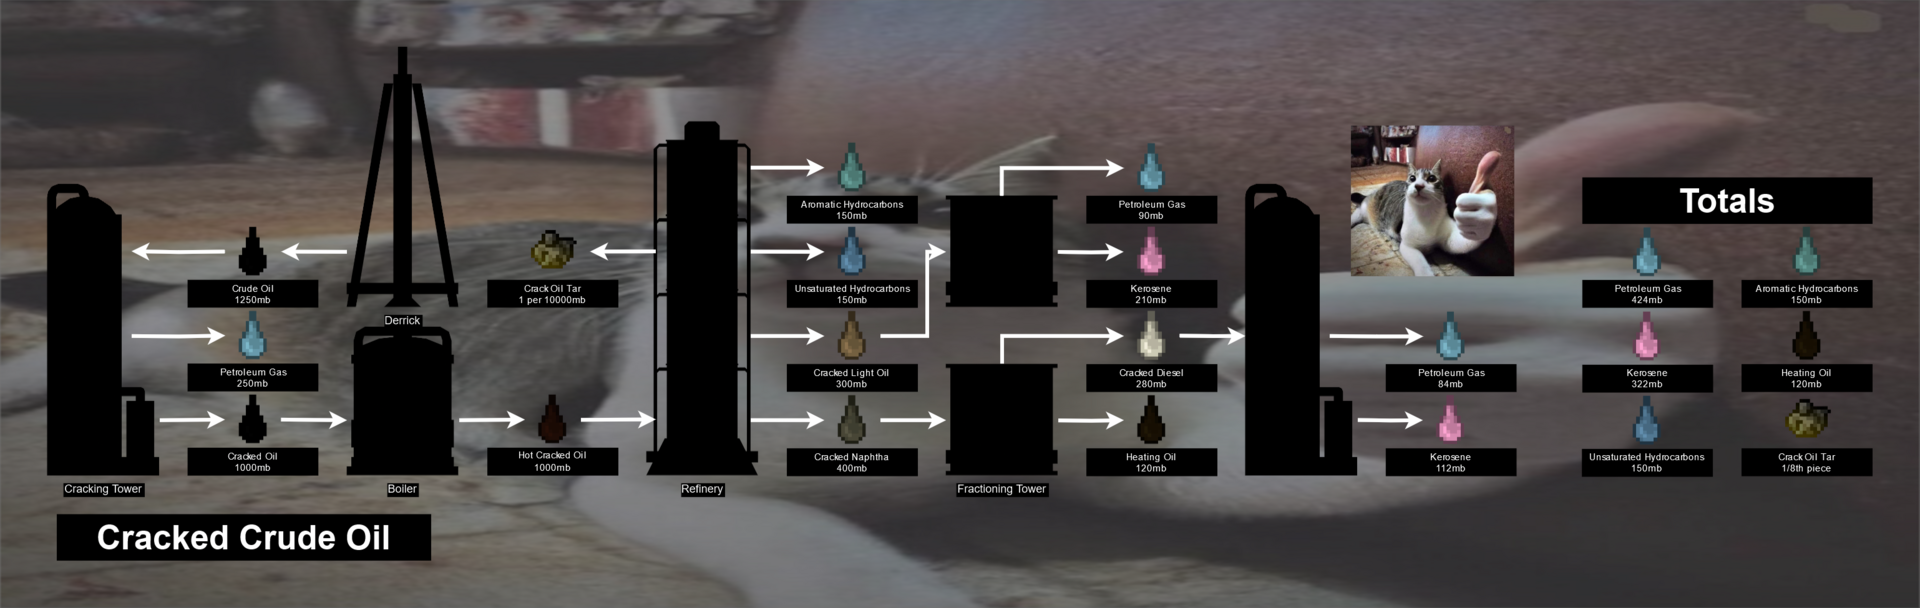 Crude Oil
1250mb
Petroleum Gas
250mb
Cracked Oil
1000mb
Cracking Tower
Derrick
Boiler
Crack Oil Tar
1 per 10000mb
Hot Cracked Oil
1000mb
Refinery
Aromatic Hydrocarbons
150mb
Unsaturated Hydrocarbons
150mb
Cracked Light Oil
300mb
Cracked Naphtha
400mb
Fractioning Tower
Petroleum Gas
90mb
Kerosene
210mb
Cracked Diesel
280mb
Heating Oil
120mb
Petroleum Gas
84mb
Kerosene
112mb
Totals
Petroleum Gas
424mb
Aromatic Hydrocarbons
150mb
Kerosene
322mb
Heating Oil
120mb
Unsaturated Hydrocarbons
150mb
Crack Oil Tar
1/8th piece
Cracked Crude Oil